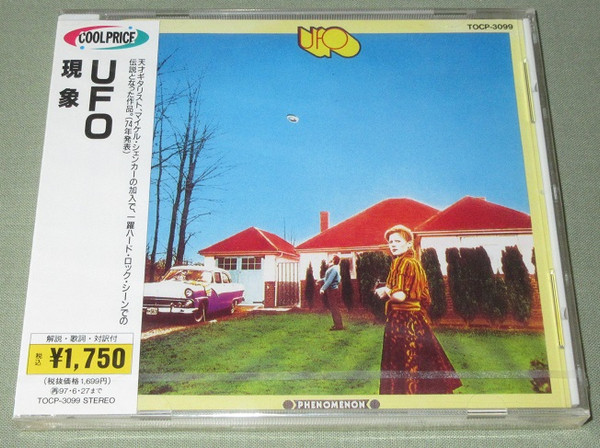 COOLPRICE
UFO
現象
天才ギタリスト、マイケル・シェンカーの加入で、一躍ハード・ロック・シーンでの
伝説となった作品。('74年発表)
解説・歌詞・対訳付
税込 ¥1,750
(税抜価格1,699円)
再97・6・27まで
TOCP-3099 STEREO
TOCP-3099
UFO
PHENOMENON